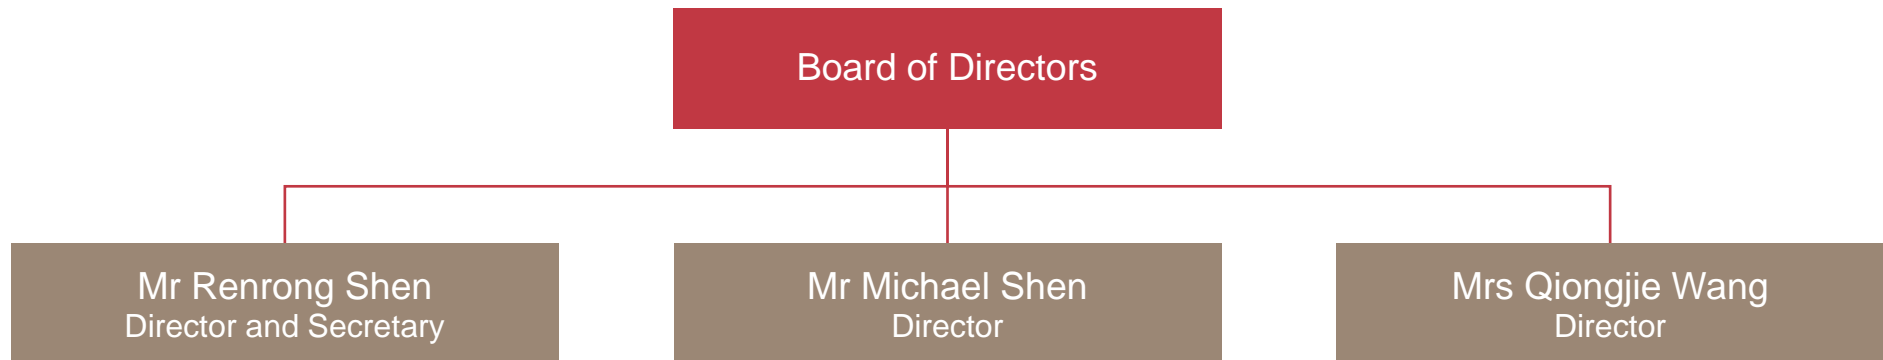 Board of Directors
Mr Renrong Shen
Director and Secretary
Mr Michael Shen
Director
Mrs Qiongjie Wang
Director